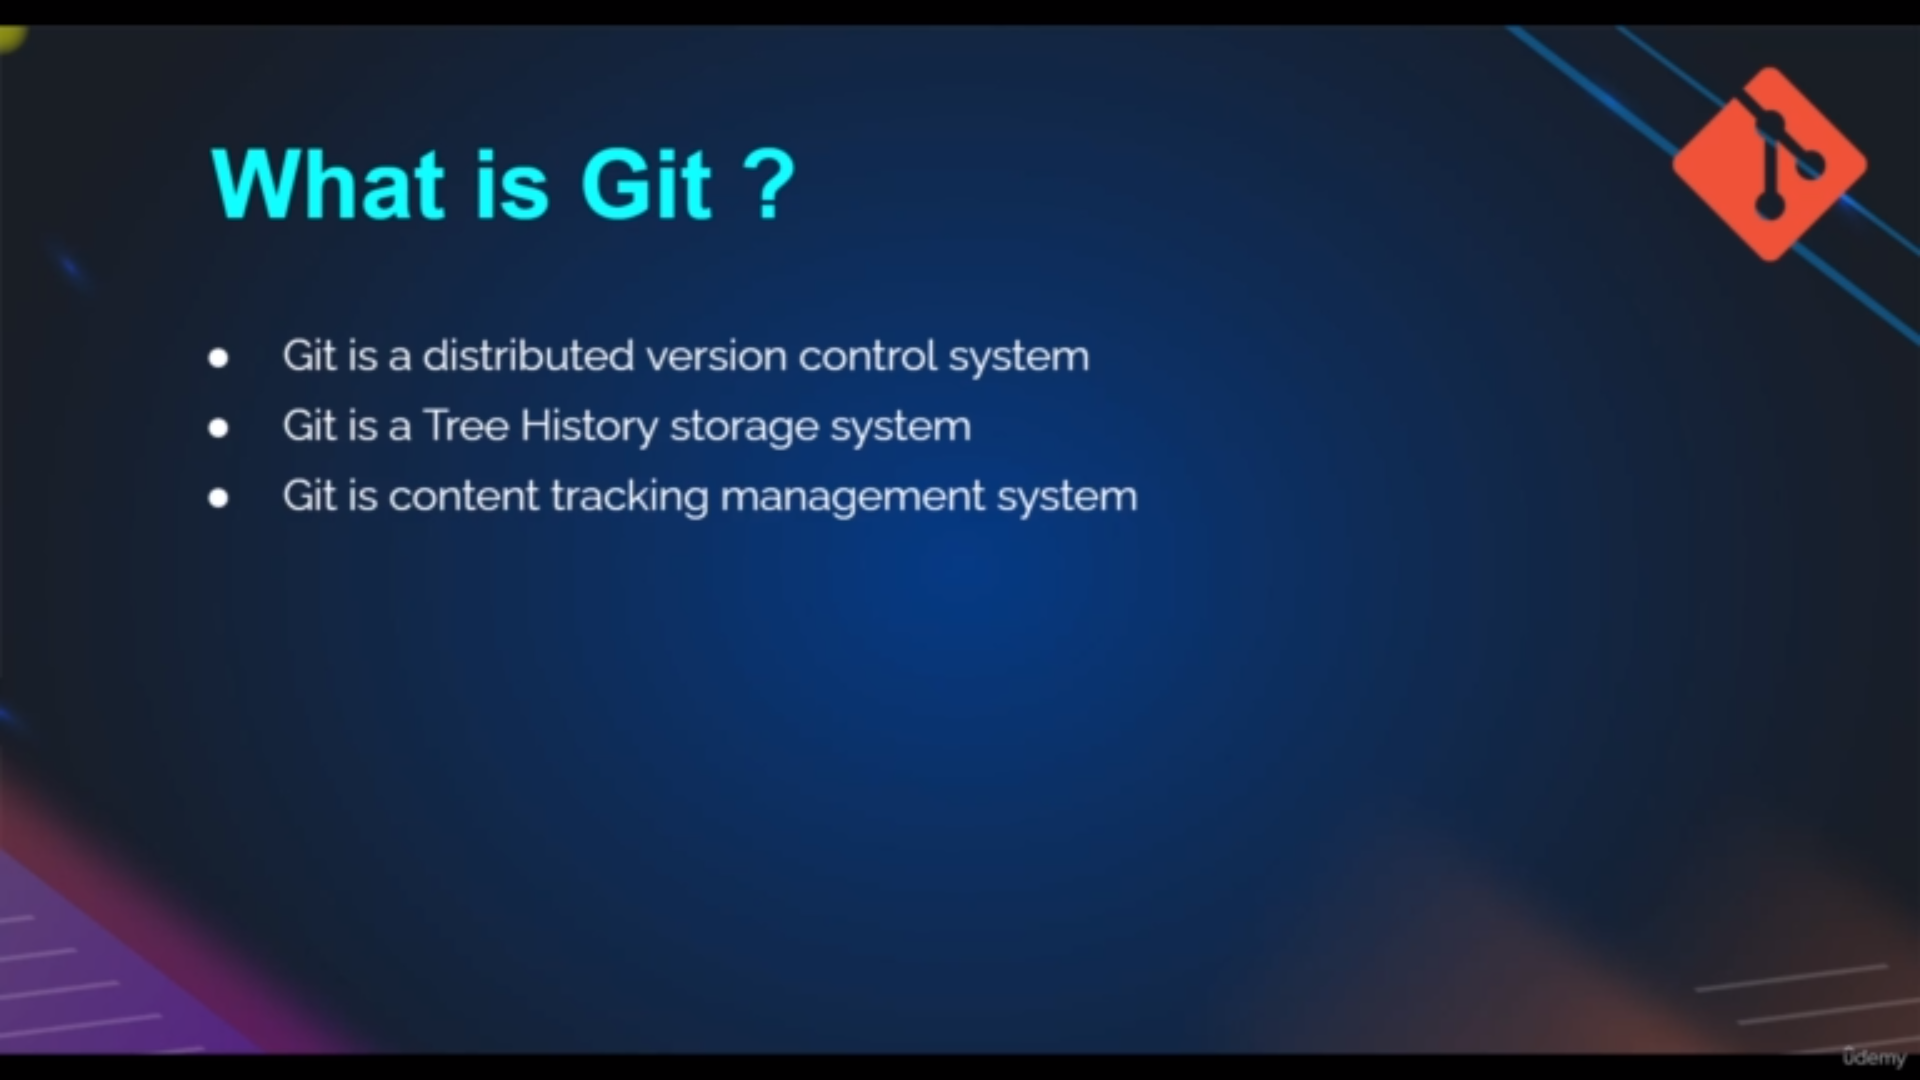 What is Git ?
● Git is a distributed version control system
● Git is a Tree History storage system
● Git is content tracking management system
ûdemy